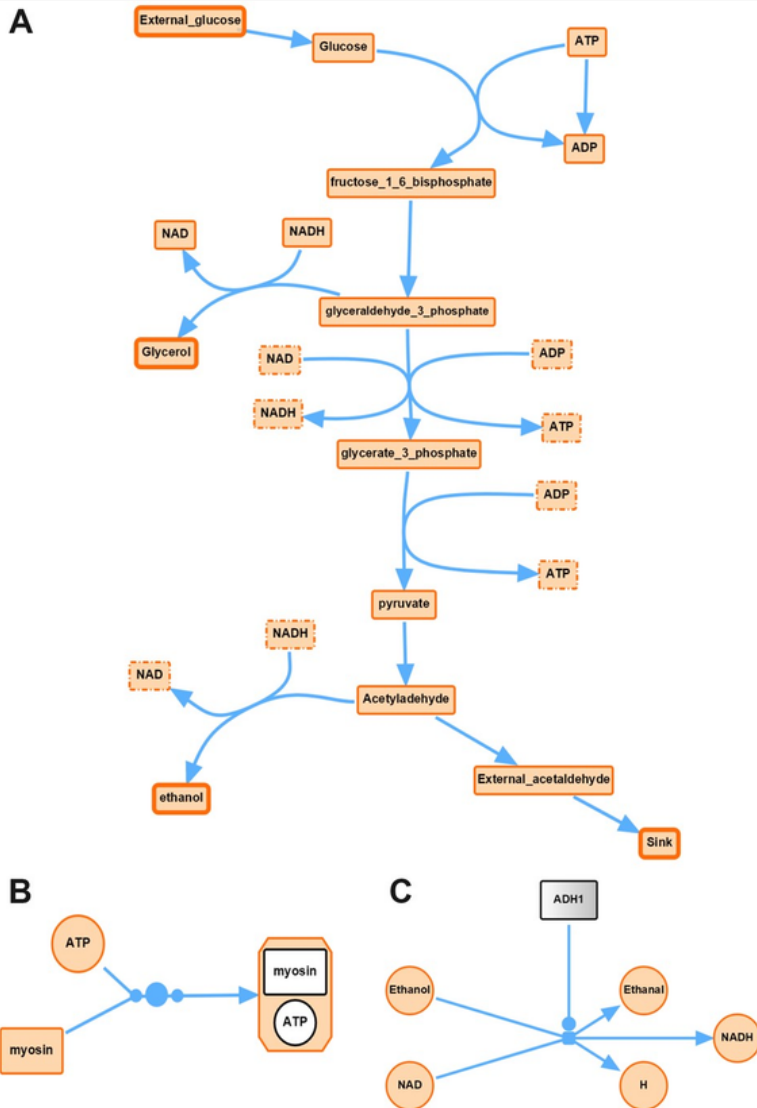 A
External_glucose
Glucose
ATP
ADP
fructose_1_6_bisphosphate
NAD
NADH
glyceraldehyde_3_phosphate
Glycerol
NAD
ADP
NADH
ATP
glycerate_3_phosphate
ADP
ATP
pyruvate
NADH
NAD
Acetyladehyde
External_acetaldehyde
ethanol
Sink
B
ATP
myosin
myosin
ATP
C
ADH1
Ethanol
Ethanal
NADH
NAD
H